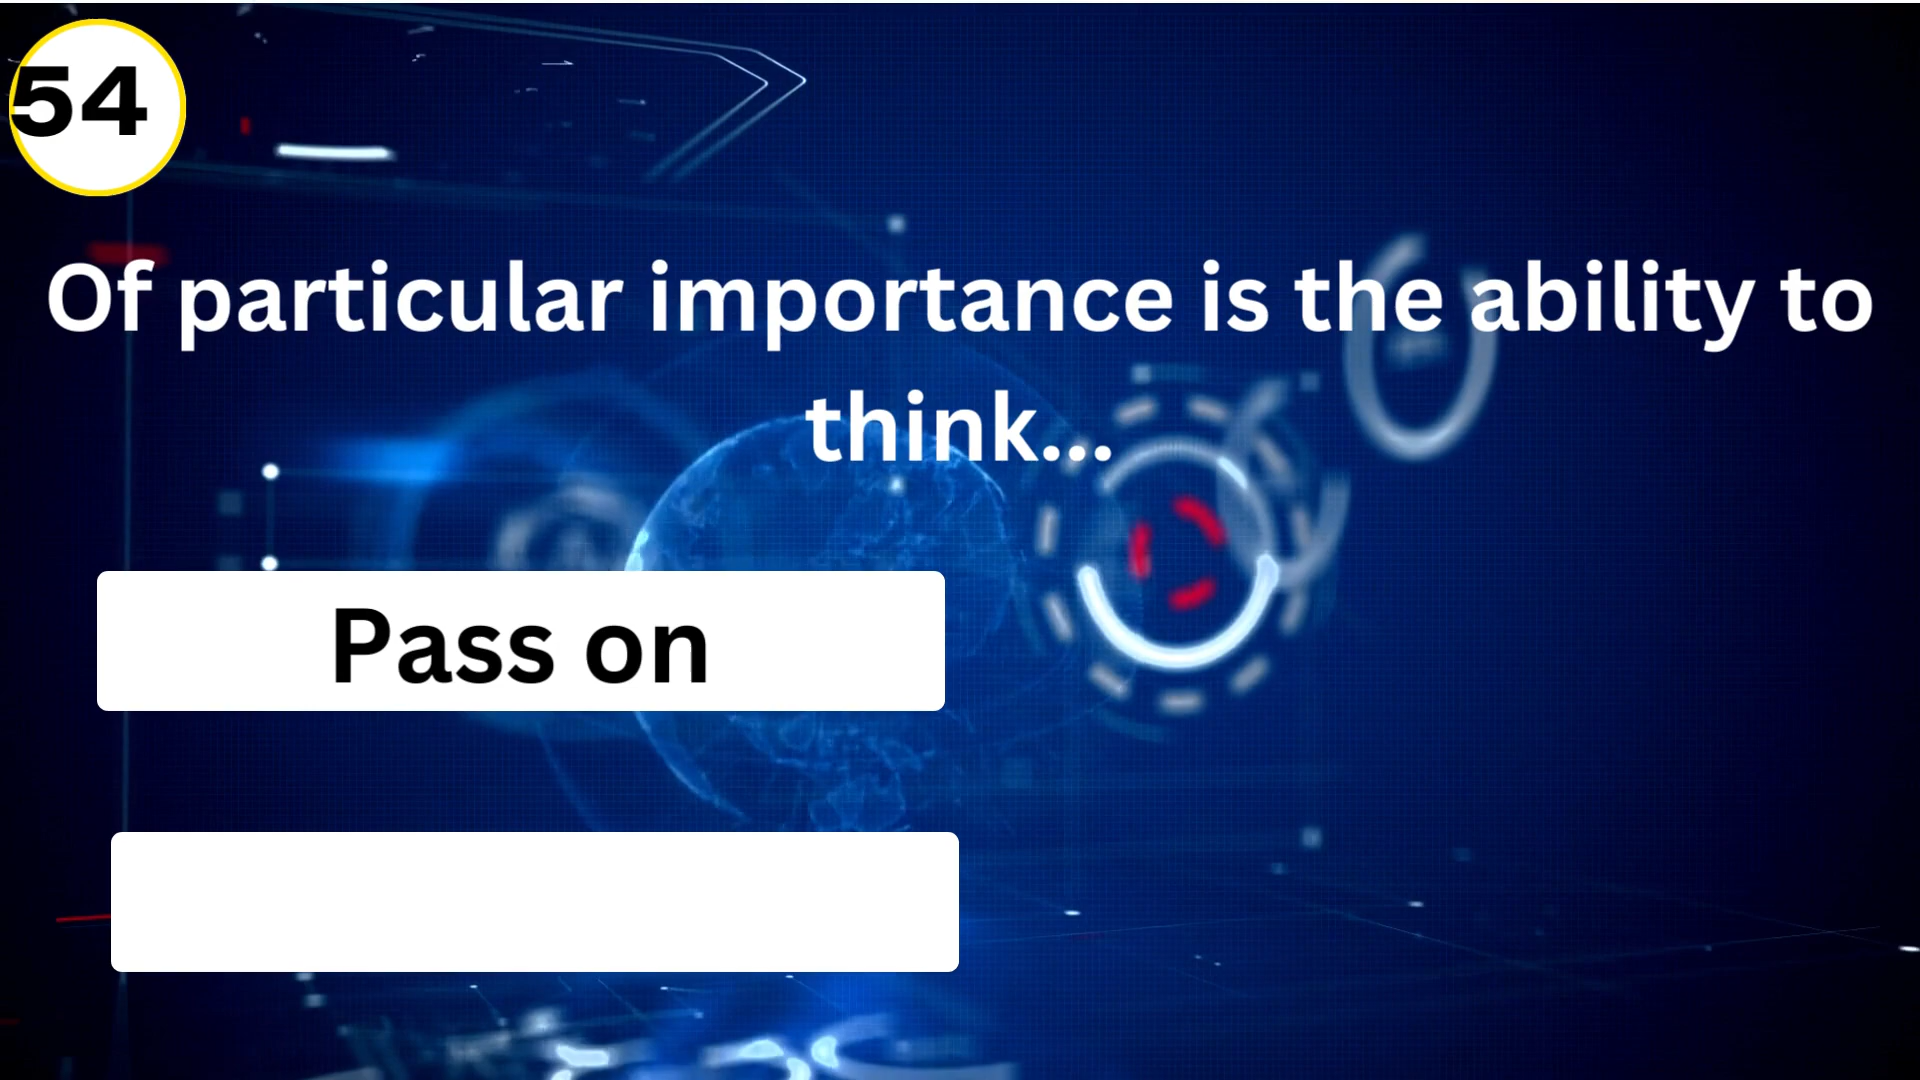 54
Of particular importance is the ability to
think...
Pass on